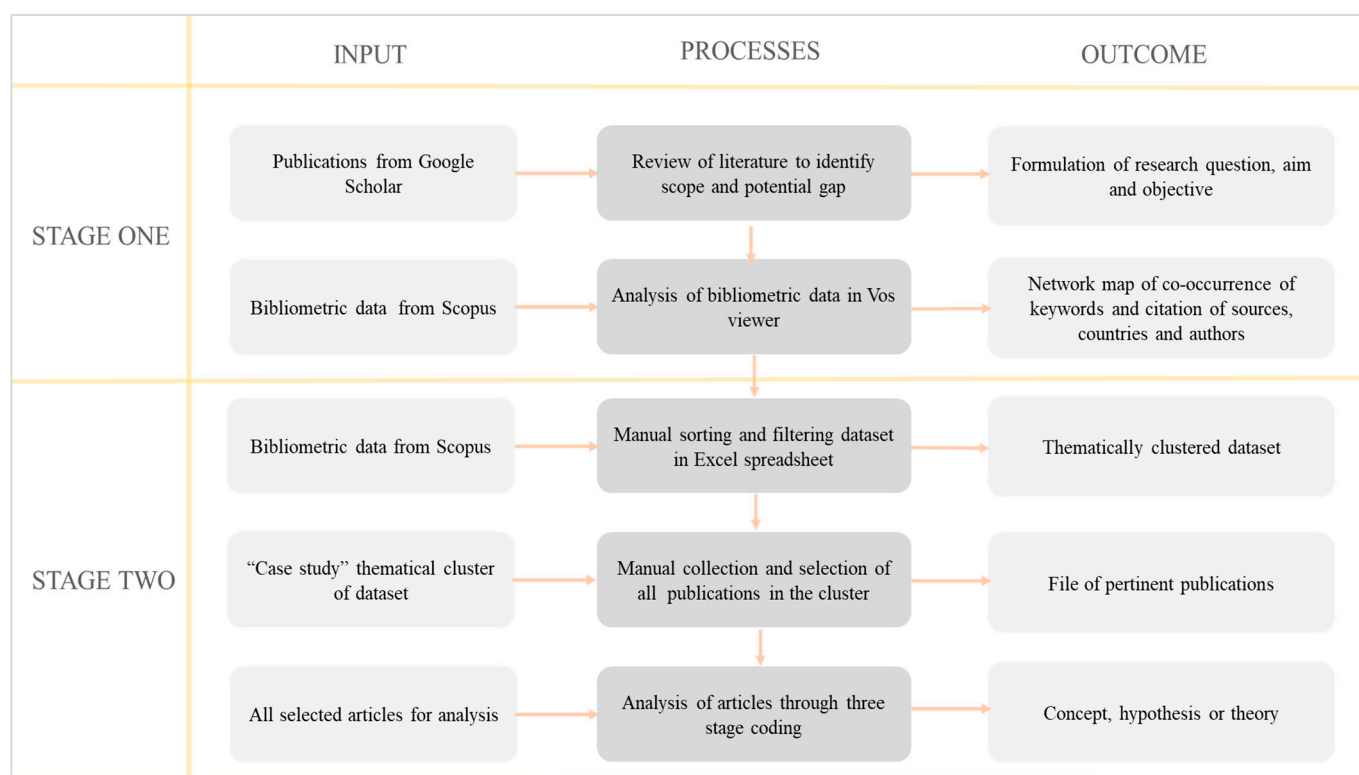 INPUT
PROCESSES
OUTCOME
STAGE ONE
Publications from Google
Scholar
Review of literature to identify
scope and potential gap
Formulation of research question, aim
and objective
Bibliometric data from Scopus
Analysis of bibliometric data in Vos
viewer
Network map of co-occurrence of
keywords and citation of sources,
countries and authors
STAGE TWO
Bibliometric data from Scopus
Manual sorting and filtering dataset
in Excel spreadsheet
Thematically clustered dataset
“Case study” thematical cluster
of dataset
Manual collection and selection of
all publications in the cluster
File of pertinent publications
All selected articles for analysis
Analysis of articles through three
stage coding
Concept, hypothesis or theory